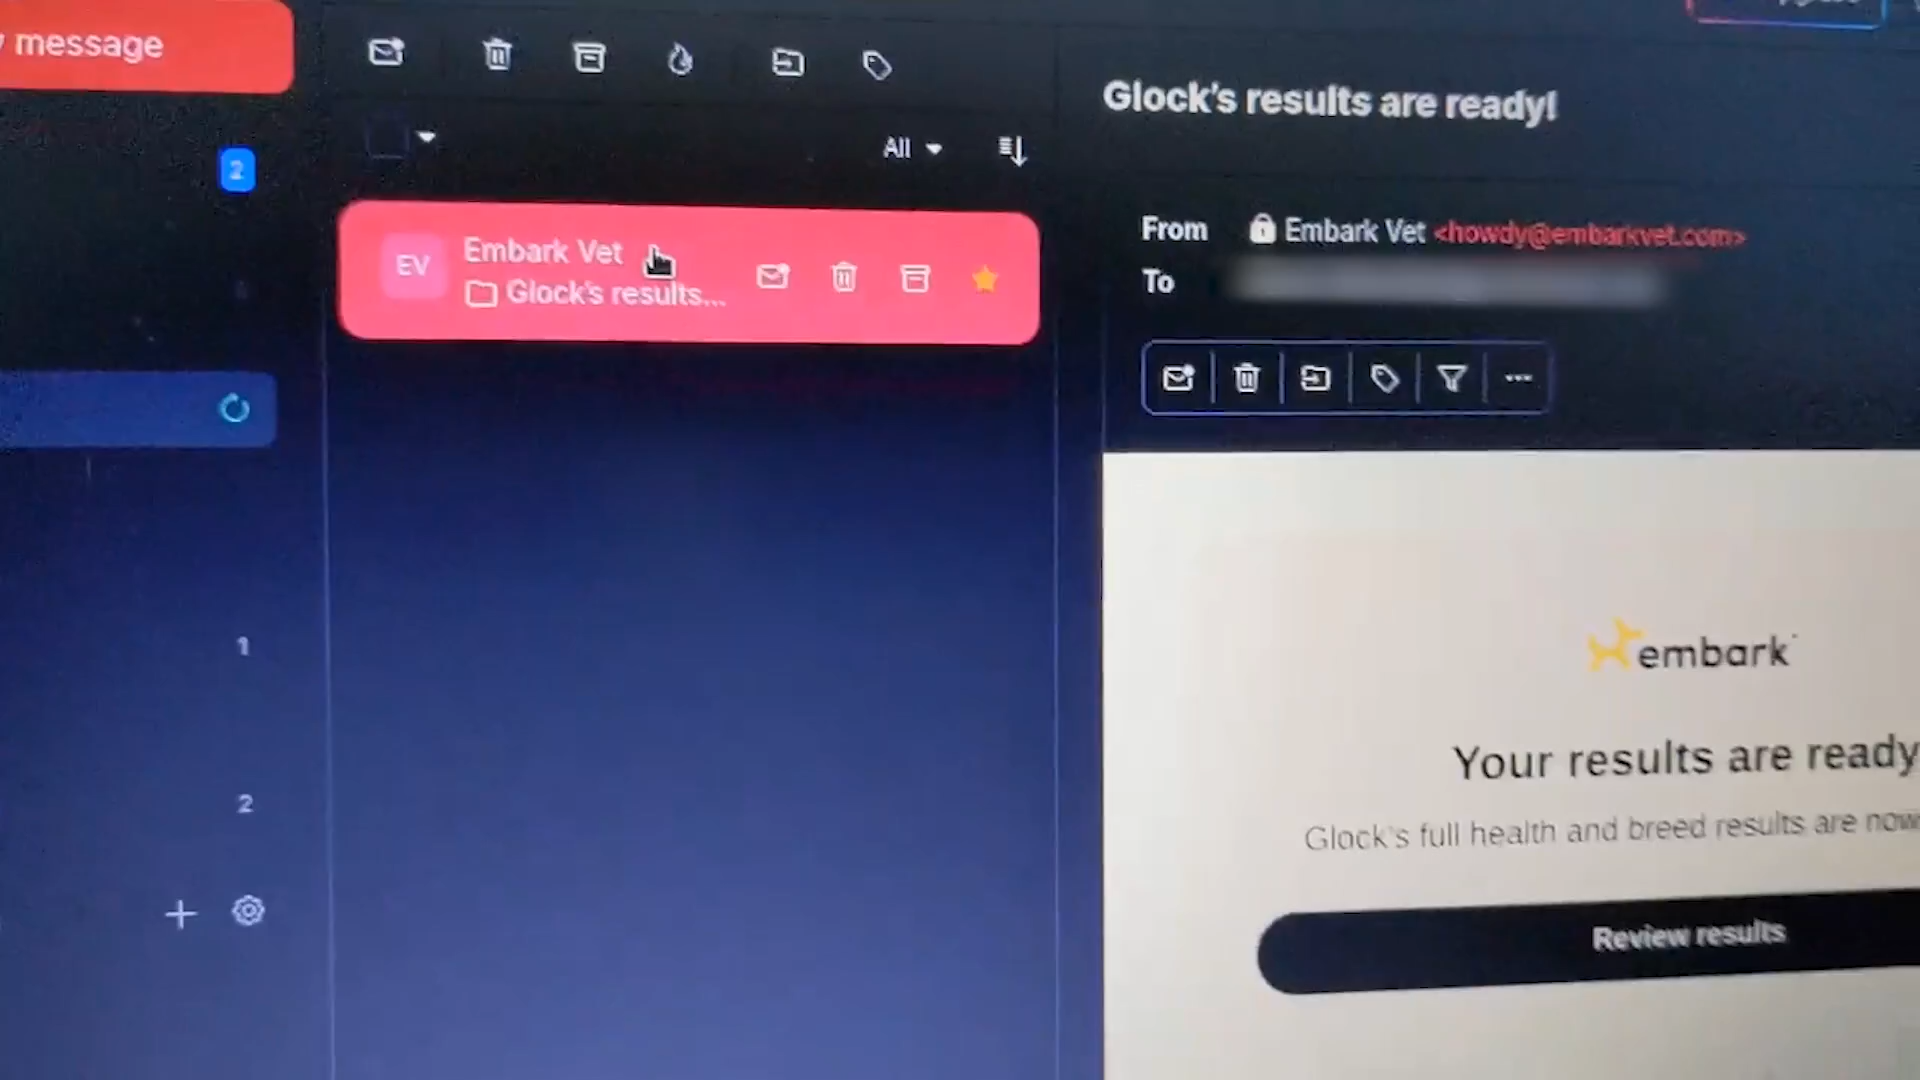 message
2
1
2
All
EV
Embark Vet
Glock's results...
Glock's results are ready!
From Embark Vet <howdy@embarkvet.com>
To
embark
Your results are ready
Glock's full health and breed results are now
Review results